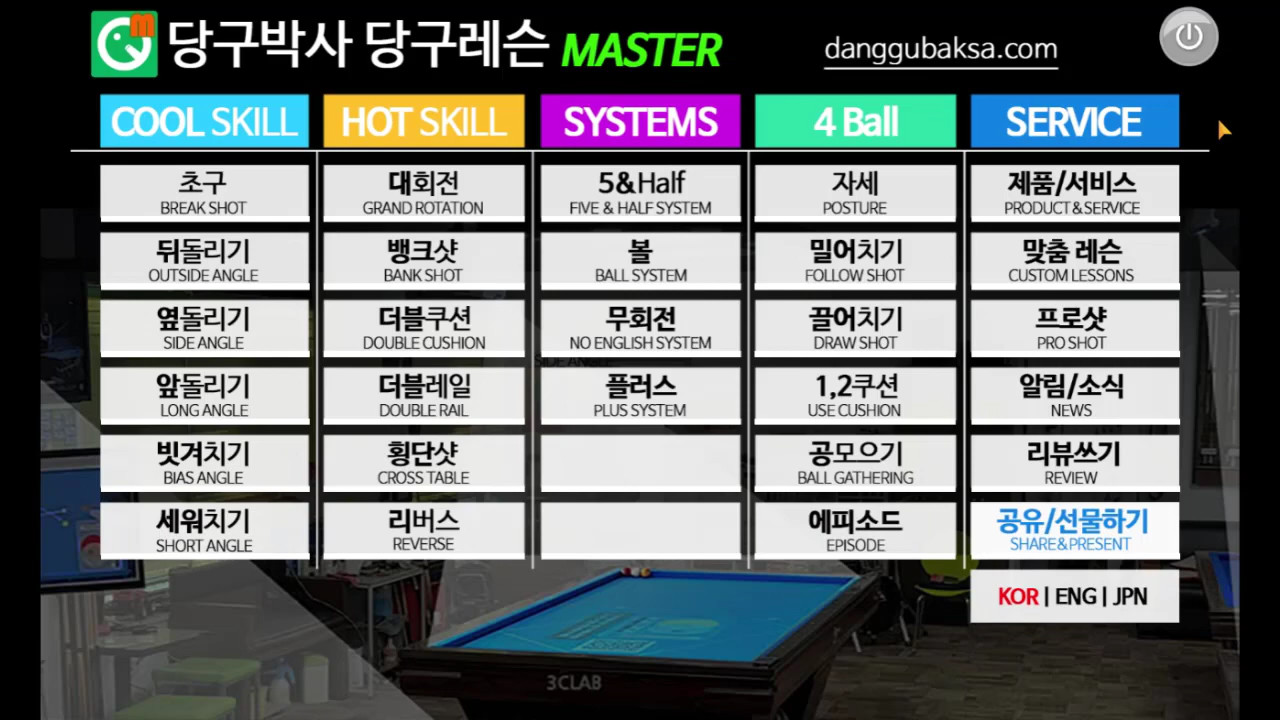 당구박사 당구레슨 MASTER
danggubaksa.com
COOL SKILL
HOT SKILL
SYSTEMS
4 Ball
SERVICE
초구
BREAK SHOT
대회전
GRAND ROTATION
5&Half
FIVE & HALF SYSTEM
자세
POSTURE
제품/서비스
PRODUCT & SERVICE
뒤돌리기
OUTSIDE ANGLE
뱅크샷
BANK SHOT
볼
BALL SYSTEM
밀어치기
FOLLOW SHOT
맞춤 레슨
CUSTOM LESSONS
옆돌리기
SIDE ANGLE
더블쿠션
DOUBLE CUSHION
무회전
NO ENGLISH SYSTEM
끌어치기
DRAW SHOT
프로샷
PRO SHOT
앞돌리기
LONG ANGLE
더블레일
DOUBLE RAIL
플러스
PLUS SYSTEM
1,2쿠션
USE CUSHION
알림/소식
NEWS
빗겨치기
BIAS ANGLE
횡단샷
CROSS TABLE
공모으기
BALL GATHERING
리뷰쓰기
REVIEW
세워치기
SHORT ANGLE
리버스
REVERSE
에피소드
EPISODE
공유/선물하기
SHARE & PRESENT
KOR | ENG | JPN
3CLAB